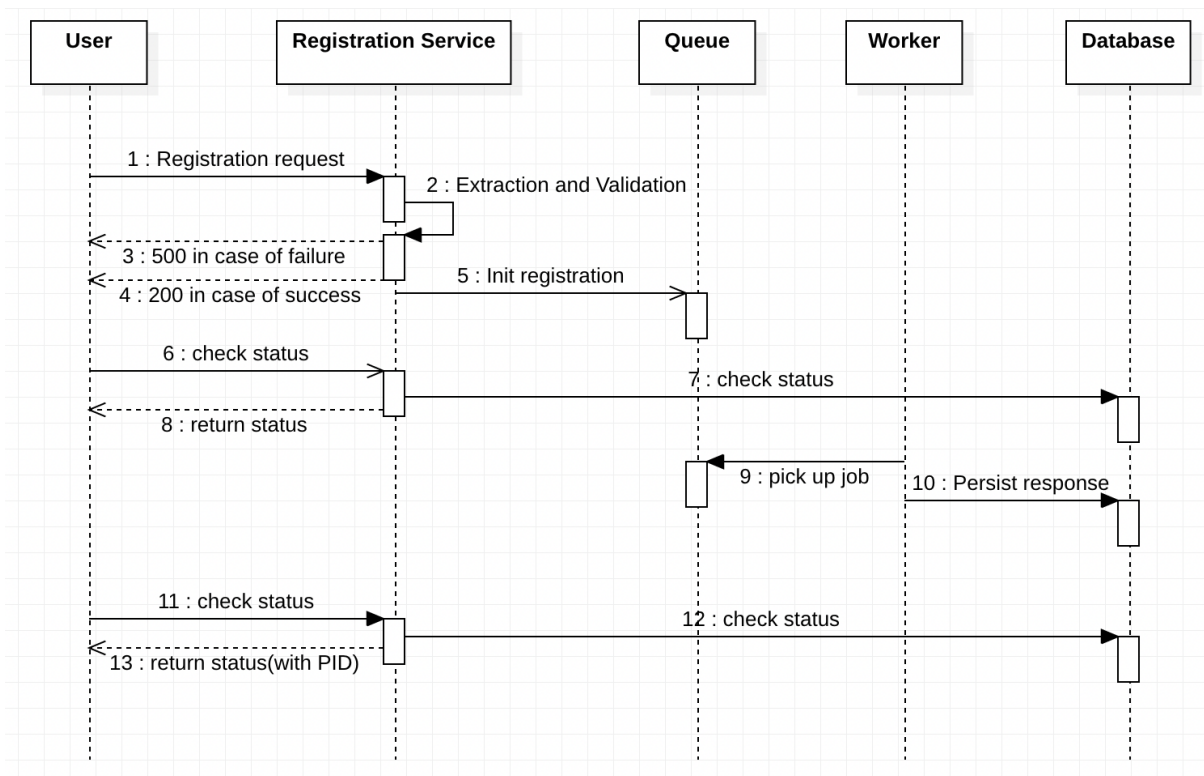 User
Registration Service
Queue
Worker
Database
1 : Registration request
2 : Extraction and Validation
3 : 500 in case of failure
4 : 200 in case of success
5 : Init registration
6 : check status
7 : check status
8 : return status
9 : pick up job
10 : Persist response
11 : check status
12 : check status
13 : return status(with PID)